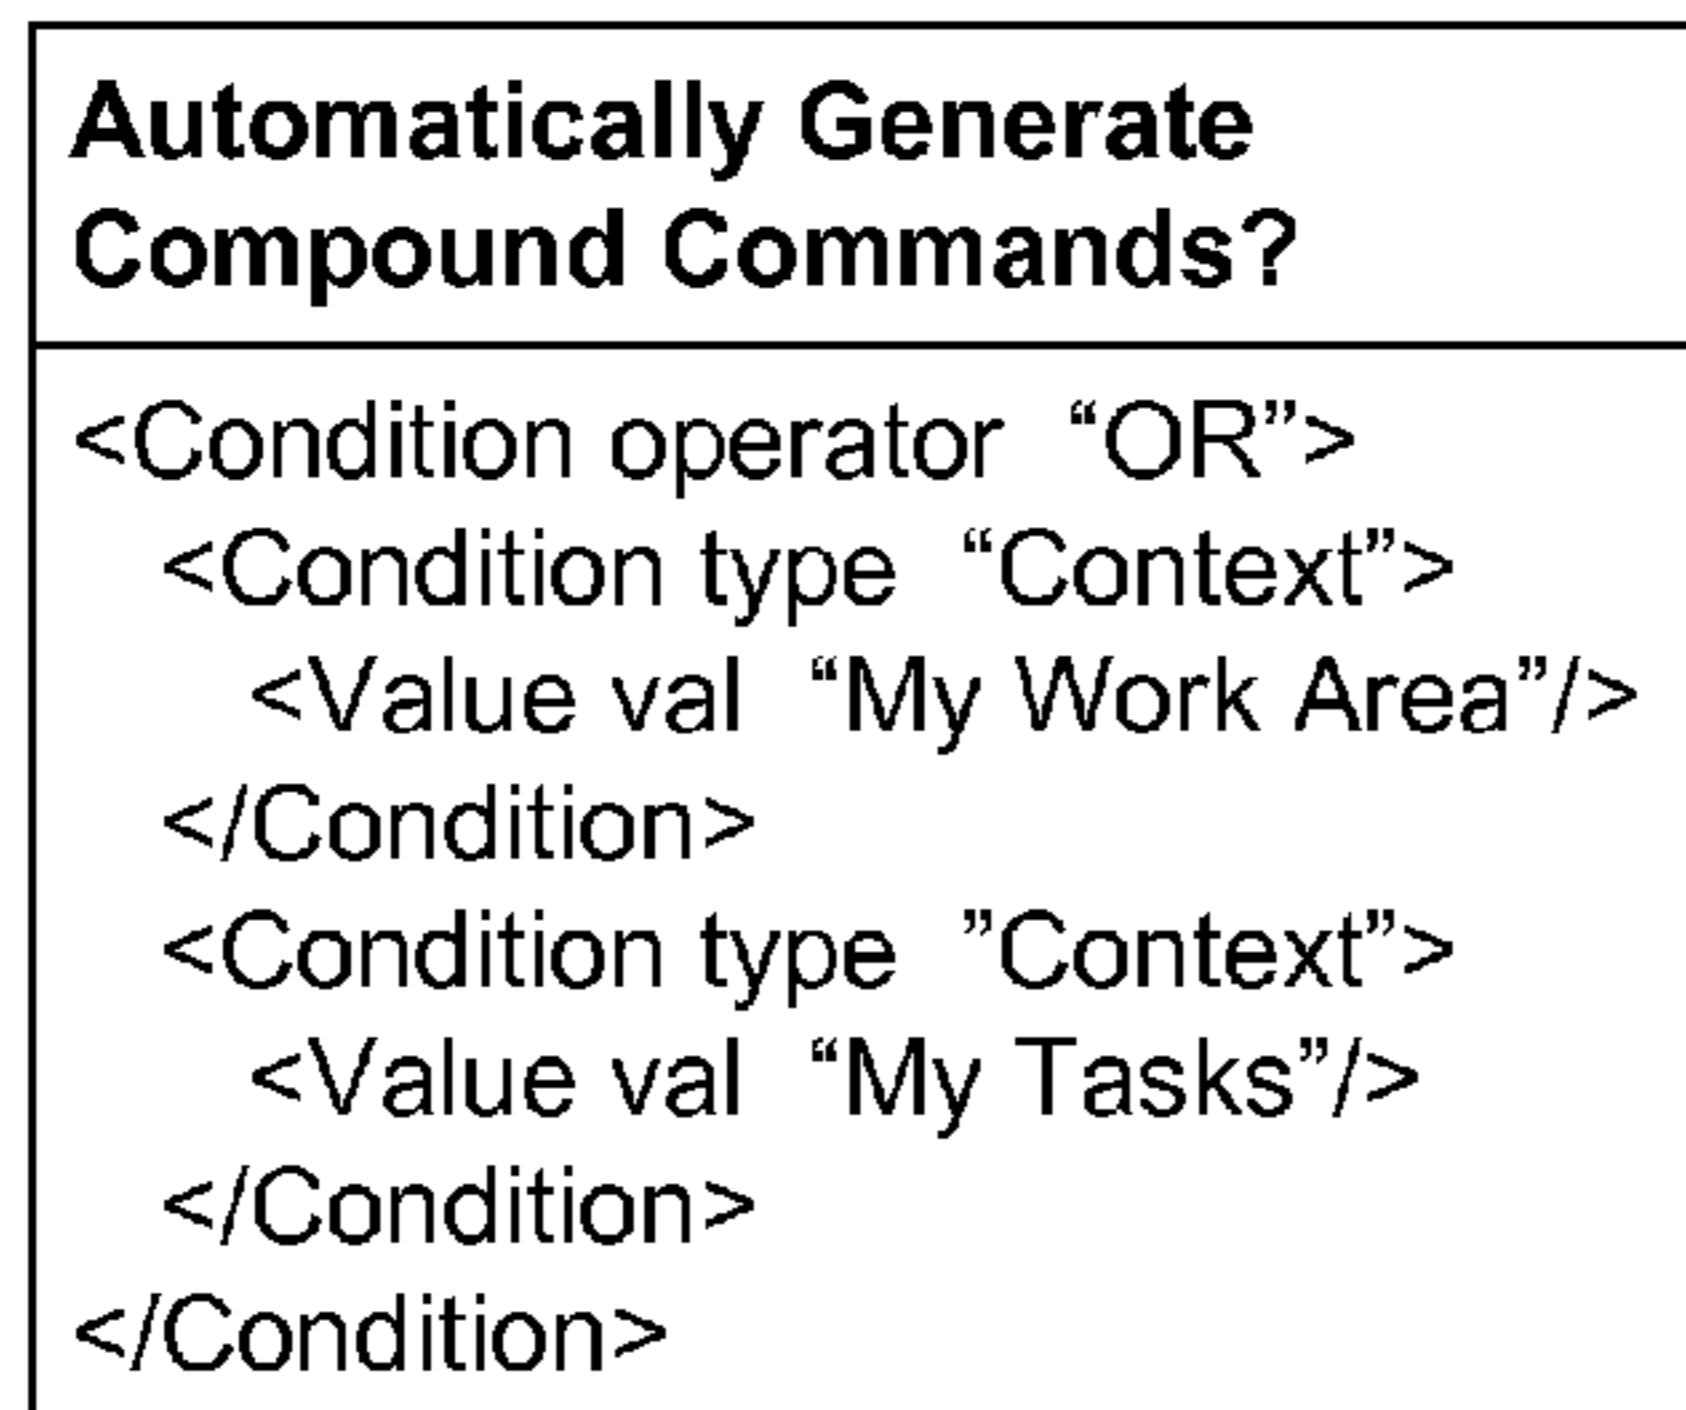 Automatically Generate
Compound Commands?
<Condition operator “OR”>
<Condition type “Context”>
<Value val “My Work Area”/>
</Condition>
<Condition type ”Context”>
<Value val “My Tasks”/>
</Condition>
</Condition>